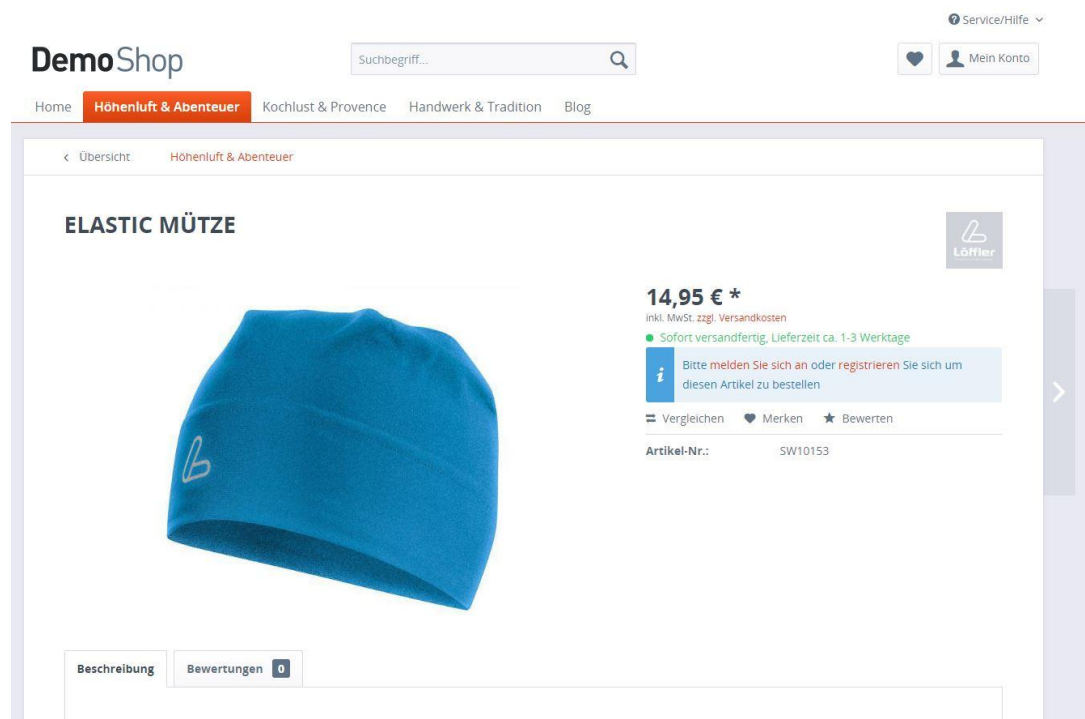 Service/Hilfe
DemoShop
Suchbegriff...
Mein Konto
Home Höhenluft & Abenteuer Kochlust & Provence Handwerk & Tradition Blog
Übersicht Höhenluft & Abenteuer
ELASTIC MÜTZE
Löffler
14,95 € *
inkl. MwSt. zzgl. Versandkosten
Sofort versandfertig, Lieferzeit ca. 1-3 Werktage
Bitte melden Sie sich an oder registrieren Sie sich um
diesen Artikel zu bestellen
Vergleichen Merken Bewerten
Artikel-Nr.: SW10153
Beschreibung Bewertungen 0